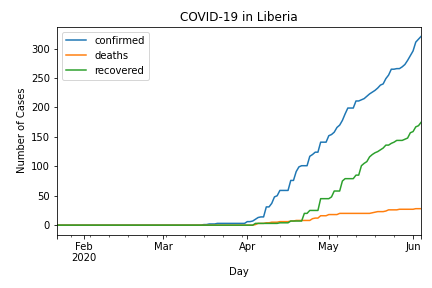 COVID-19 in Liberia
confirmed
deaths
recovered
Number of Cases
300
250
200
150
100
50
0
Feb
2020
Mar
Apr
May
Jun
Day